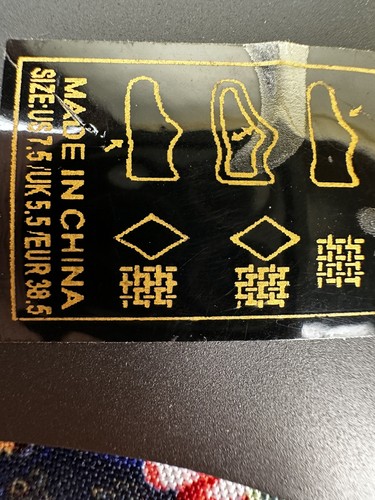 MADE IN CHINA
SIZE:US 7.5/UK 5.5/EUR 38.5